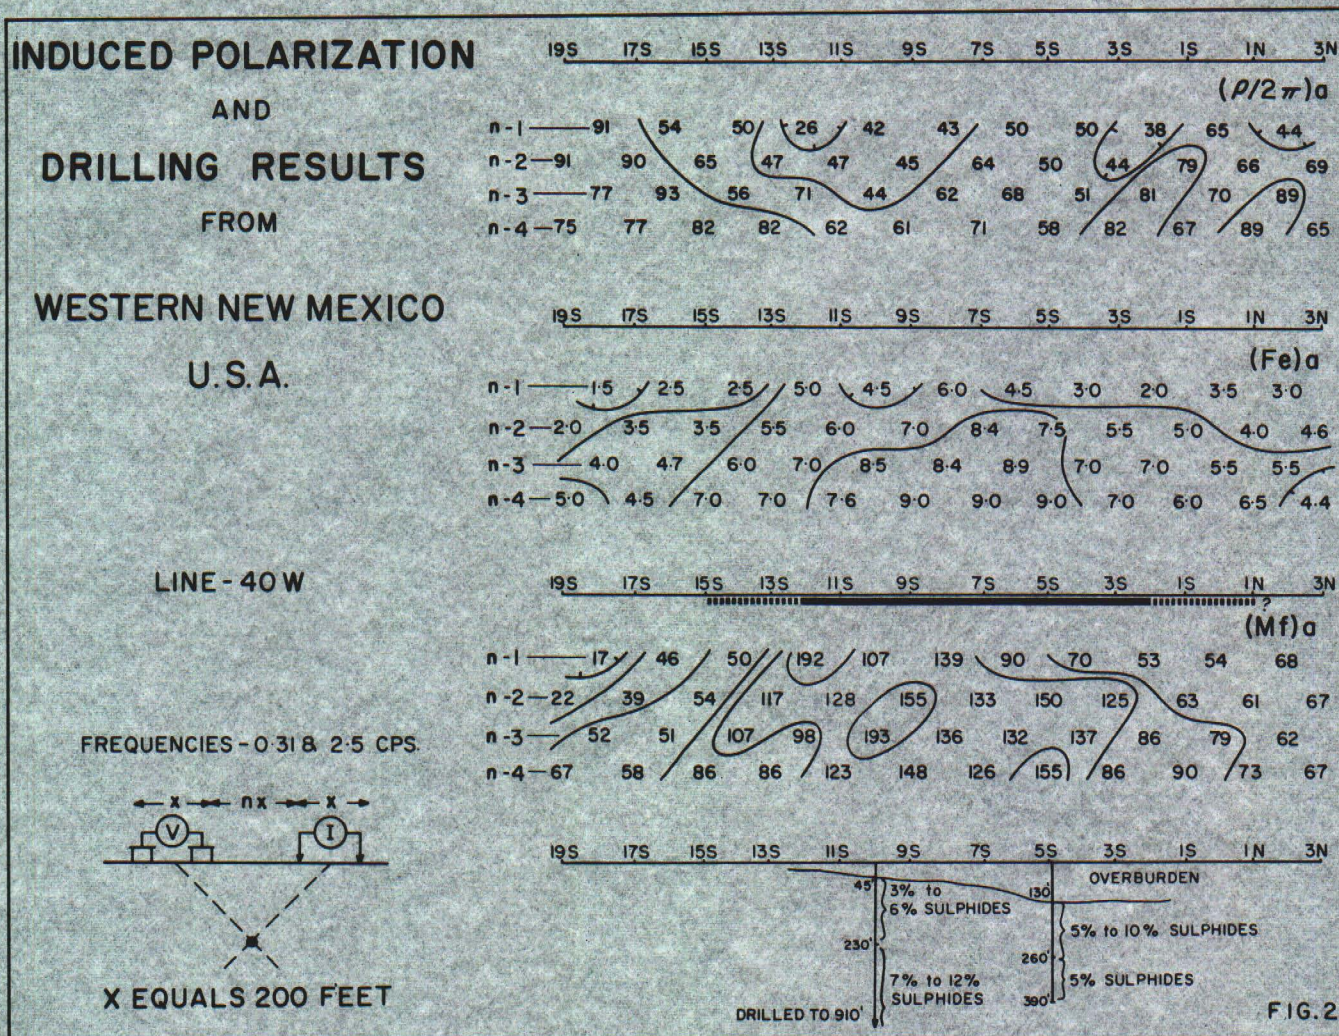 INDUCED POLARIZATION
AND
DRILLING RESULTS
FROM
WESTERN NEW MEXICO
U.S.A.
LINE-40W
FREQUENCIES-0·31 & 2·5 CPS.
x nx x
V I
X EQUALS 200 FEET
19S 17S 15S 13S 11S 9S 7S 5S 3S 1S 1N 3N
(ρ/2π)a
n-1 91 54 50 26 42 43 50 50 38 65 44
n-2 91 90 65 47 47 45 64 50 44 79 66 69
n-3 77 93 56 71 44 62 68 51 81 70 89
n-4 75 77 82 82 62 61 71 58 82 67 89 65
19S 17S 15S 13S 11S 9S 7S 5S 3S 1S 1N 3N
(Fe)a
n-1 1·5 2·5 2·5 5·0 4·5 6·0 4·5 3·0 2·0 3·5 3·0
n-2 2·0 3·5 3·5 5·5 6·0 7·0 8·4 7·5 5·5 5·0 4·0 4·6
n-3 4·0 4·7 6·0 7·0 8·5 8·4 8·9 7·0 7·0 5·5 5·5
n-4 5·0 4·5 7·0 7·0 7·6 9·0 9·0 9·0 7·0 6·0 6·5 4·4
19S 17S 15S 13S 11S 9S 7S 5S 3S 1S 1N 3N
?
(Mf)a
n-1 17 46 50 192 107 139 90 70 53 54 68
n-2 22 39 54 117 128 155 133 150 125 63 61 67
n-3 52 51 107 98 193 136 132 137 86 79 62
n-4 67 58 86 86 123 148 126 155 86 90 73 67
19S 17S 15S 13S 11S 9S 7S 5S 3S 1S 1N 3N
OVERBURDEN
45' 3% to 130'
6% SULPHIDES
5% to 10% SULPHIDES
230'
260'
7% to 12% 5% SULPHIDES
SULPHIDES
390'
DRILLED TO 910'
FIG. 2